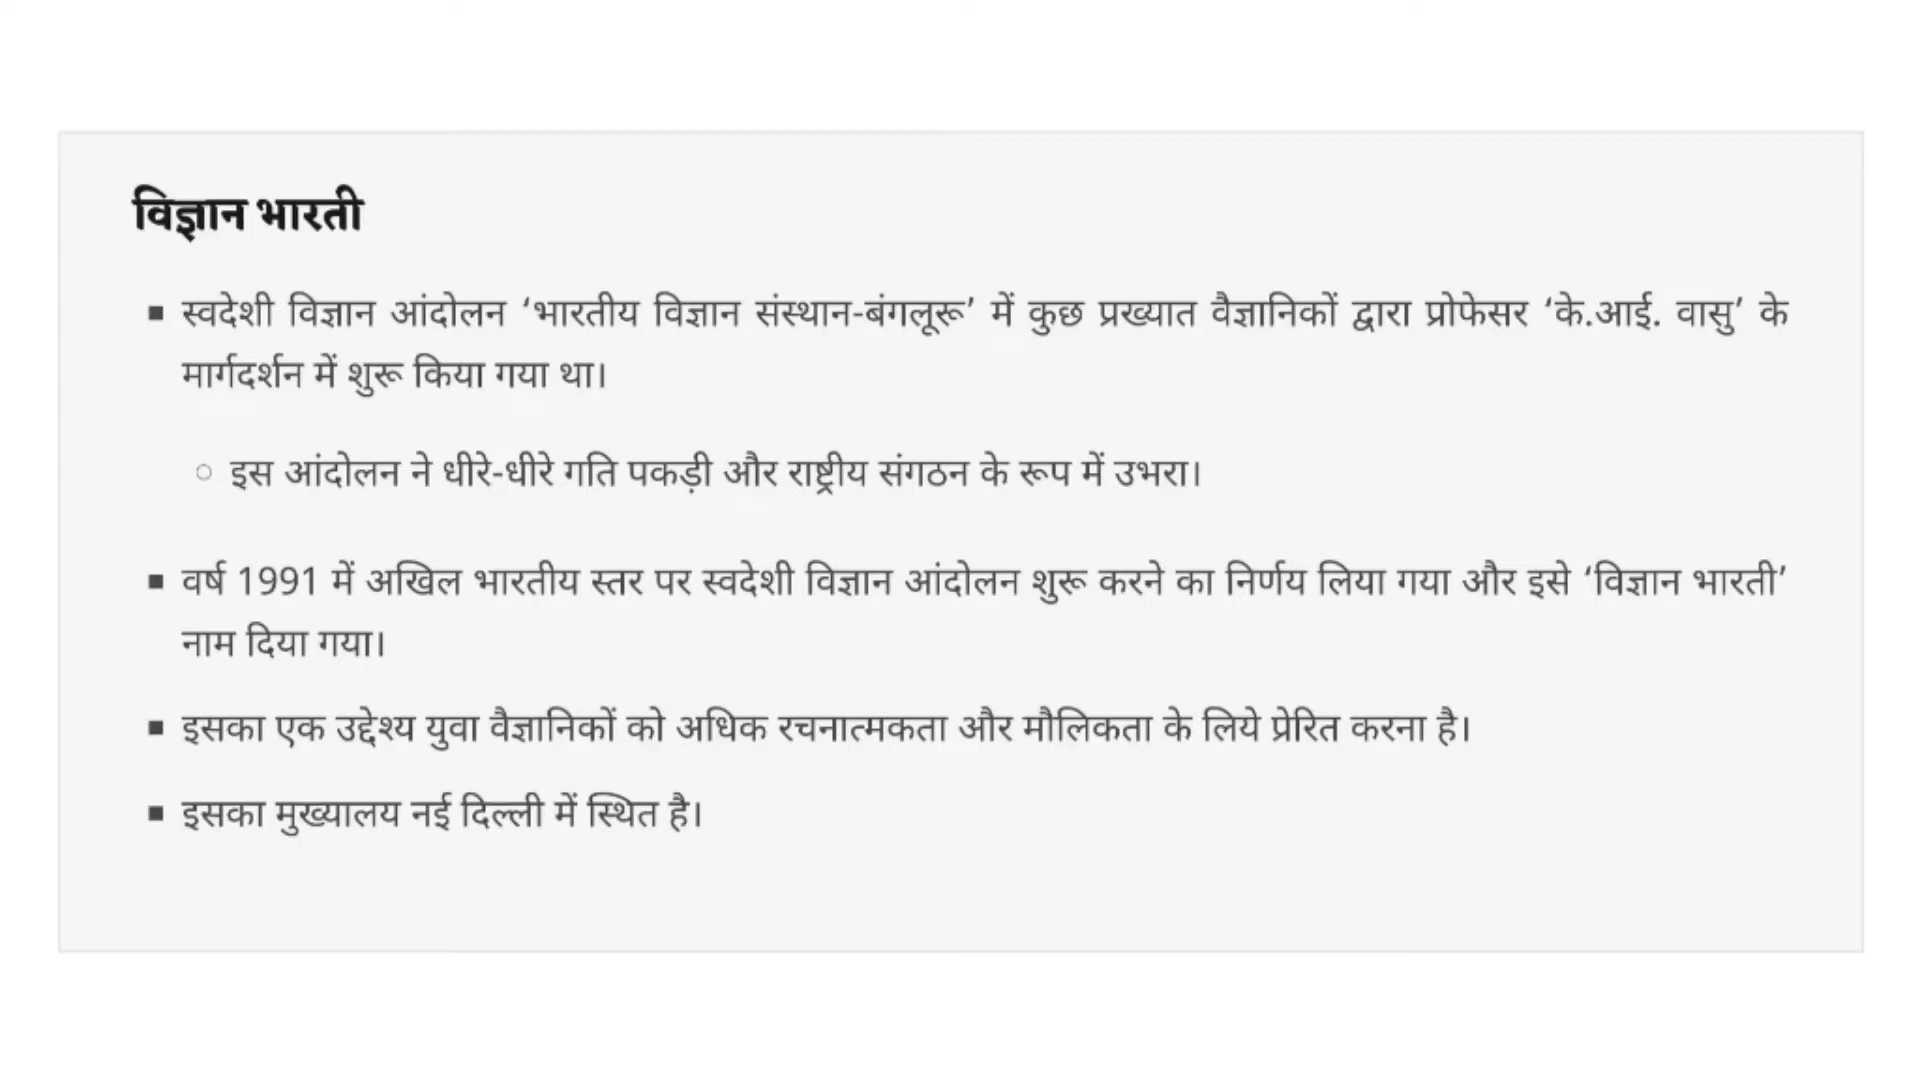 विज्ञान भारती
▪ स्वदेशी विज्ञान आंदोलन ‘भारतीय विज्ञान संस्थान-बंगलूरू’ में कुछ प्रख्यात वैज्ञानिकों द्वारा प्रोफेसर ‘के.आई. वासु’ के
मार्गदर्शन में शुरू किया गया था।
○ इस आंदोलन ने धीरे-धीरे गति पकड़ी और राष्ट्रीय संगठन के रूप में उभरा।
▪ वर्ष 1991 में अखिल भारतीय स्तर पर स्वदेशी विज्ञान आंदोलन शुरू करने का निर्णय लिया गया और इसे ‘विज्ञान भारती’
नाम दिया गया।
▪ इसका एक उद्देश्य युवा वैज्ञानिकों को अधिक रचनात्मकता और मौलिकता के लिये प्रेरित करना है।
▪ इसका मुख्यालय नई दिल्ली में स्थित है।